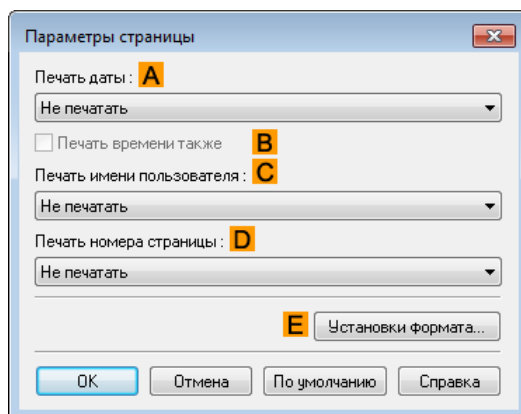 Параметры страницы
Печать даты : A
Не печатать
Печать времени также B
Печать имени пользователя : C
Не печатать
Печать номера страницы : D
Не печатать
E Установки формата...
OK Отмена По умолчанию Справка